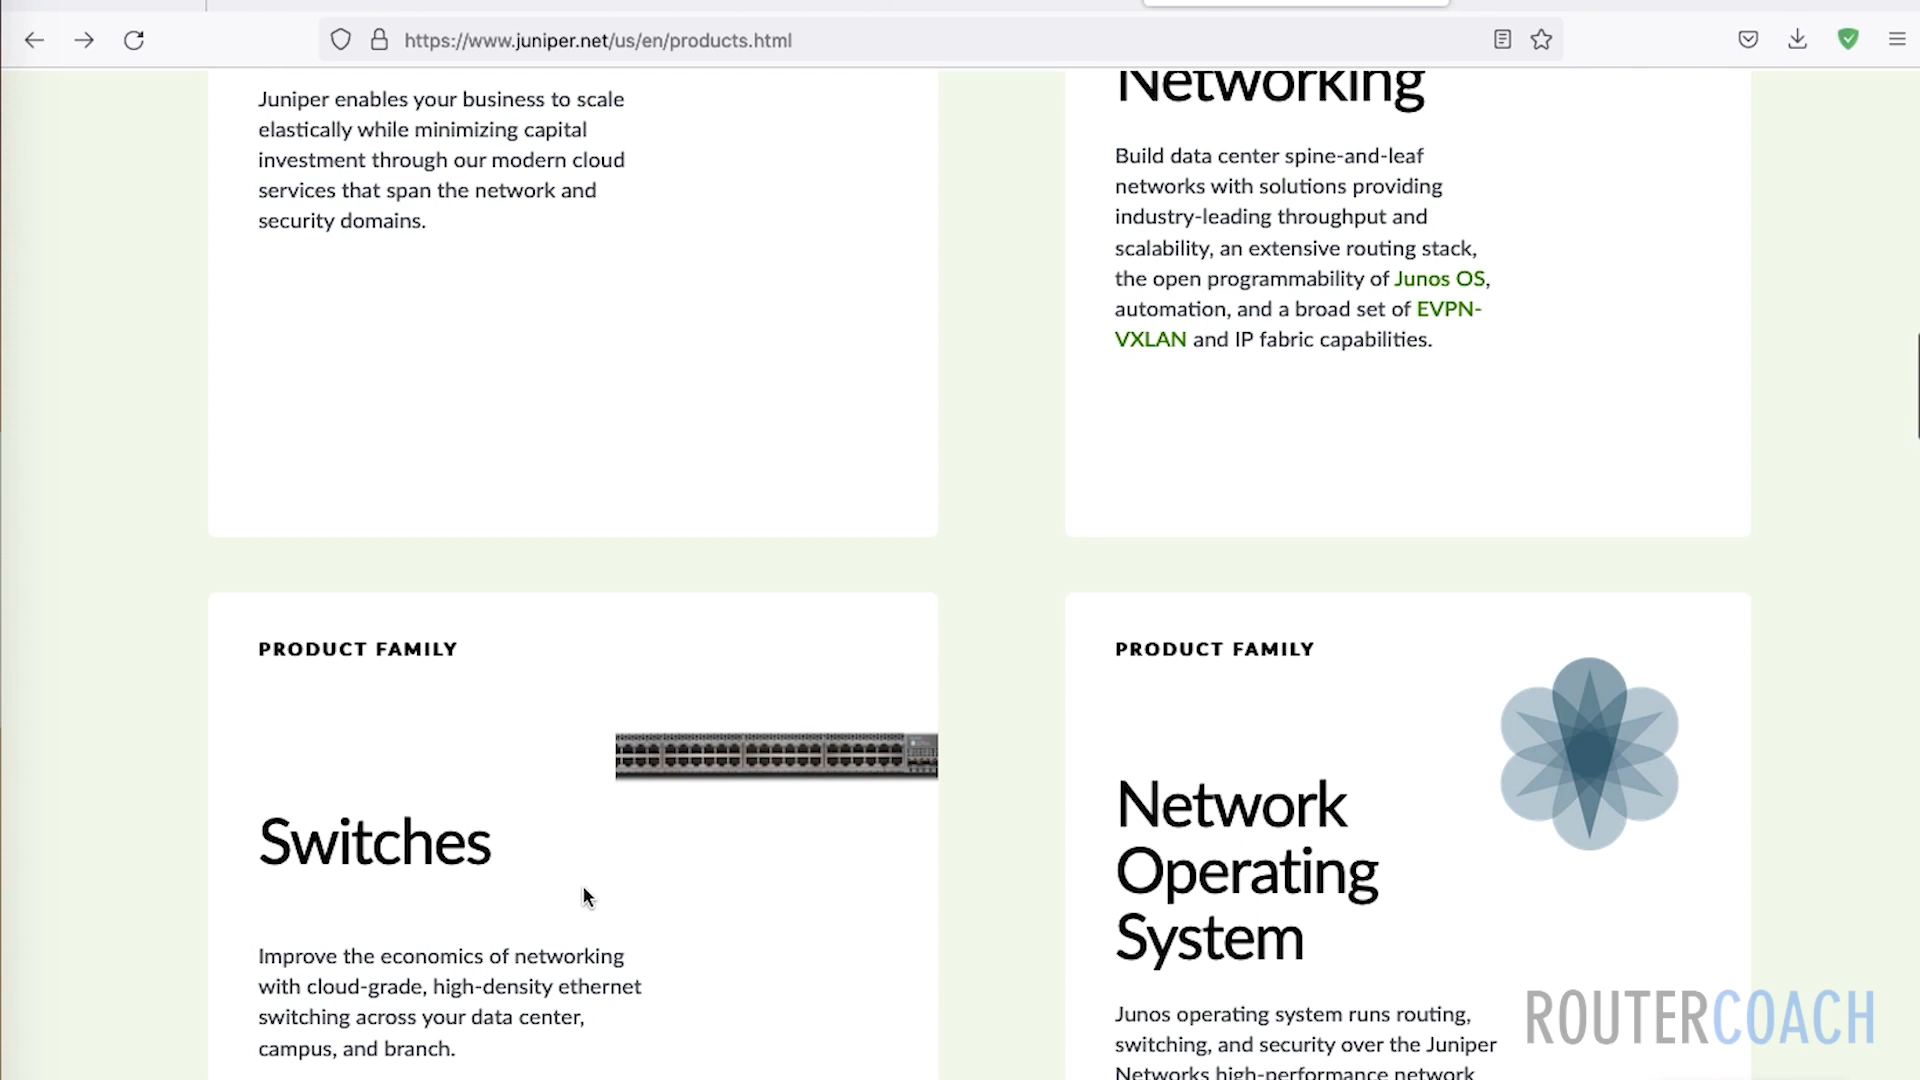 https://www.juniper.net/us/en/products.html
Juniper enables your business to scale
elastically while minimizing capital
investment through our modern cloud
services that span the network and
security domains.
Networking
Build data center spine-and-leaf
networks with solutions providing
industry-leading throughput and
scalability, an extensive routing stack,
the open programmability of Junos OS,
automation, and a broad set of EVPN-
VXLAN and IP fabric capabilities.
PRODUCT FAMILY
Switches
Improve the economics of networking
with cloud-grade, high-density ethernet
switching across your data center,
campus, and branch.
PRODUCT FAMILY
Network
Operating
System
Junos operating system runs routing,
switching, and security over the Juniper
Networks high-performance network
ROUTERCOACH